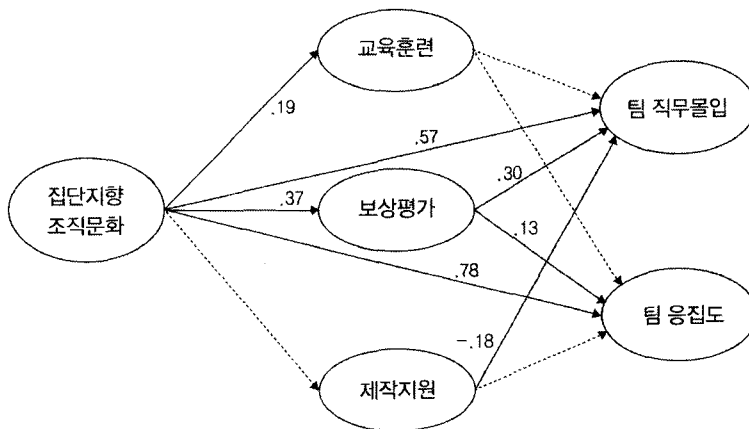 교육훈련
팀 직무몰입
.19
.57
.30
집단지향
조직문화
.37
보상평가
.13
.78
팀 응집도
-.18
제작지원